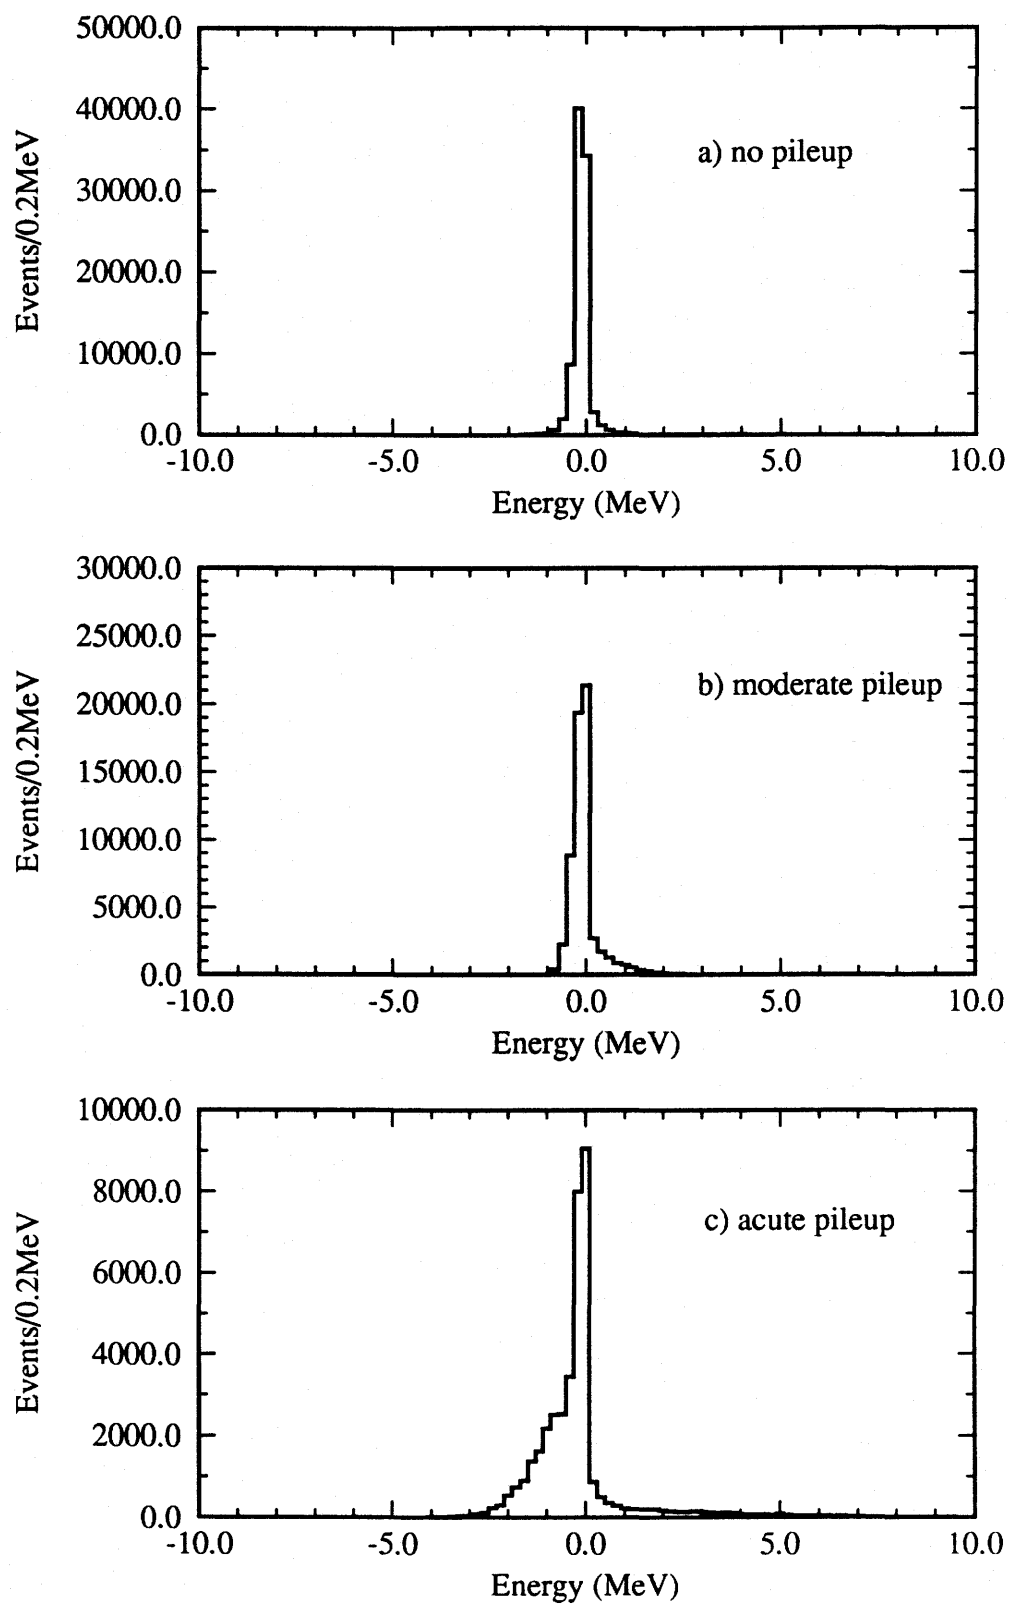 50000.0
40000.0
30000.0
20000.0
10000.0
0.0
Events/0.2MeV
a) no pileup
-10.0 -5.0 0.0 5.0 10.0
Energy (MeV)
30000.0
25000.0
20000.0
15000.0
10000.0
5000.0
0.0
Events/0.2MeV
b) moderate pileup
-10.0 -5.0 0.0 5.0 10.0
Energy (MeV)
10000.0
8000.0
6000.0
4000.0
2000.0
0.0
Events/0.2MeV
c) acute pileup
-10.0 -5.0 0.0 5.0 10.0
Energy (MeV)